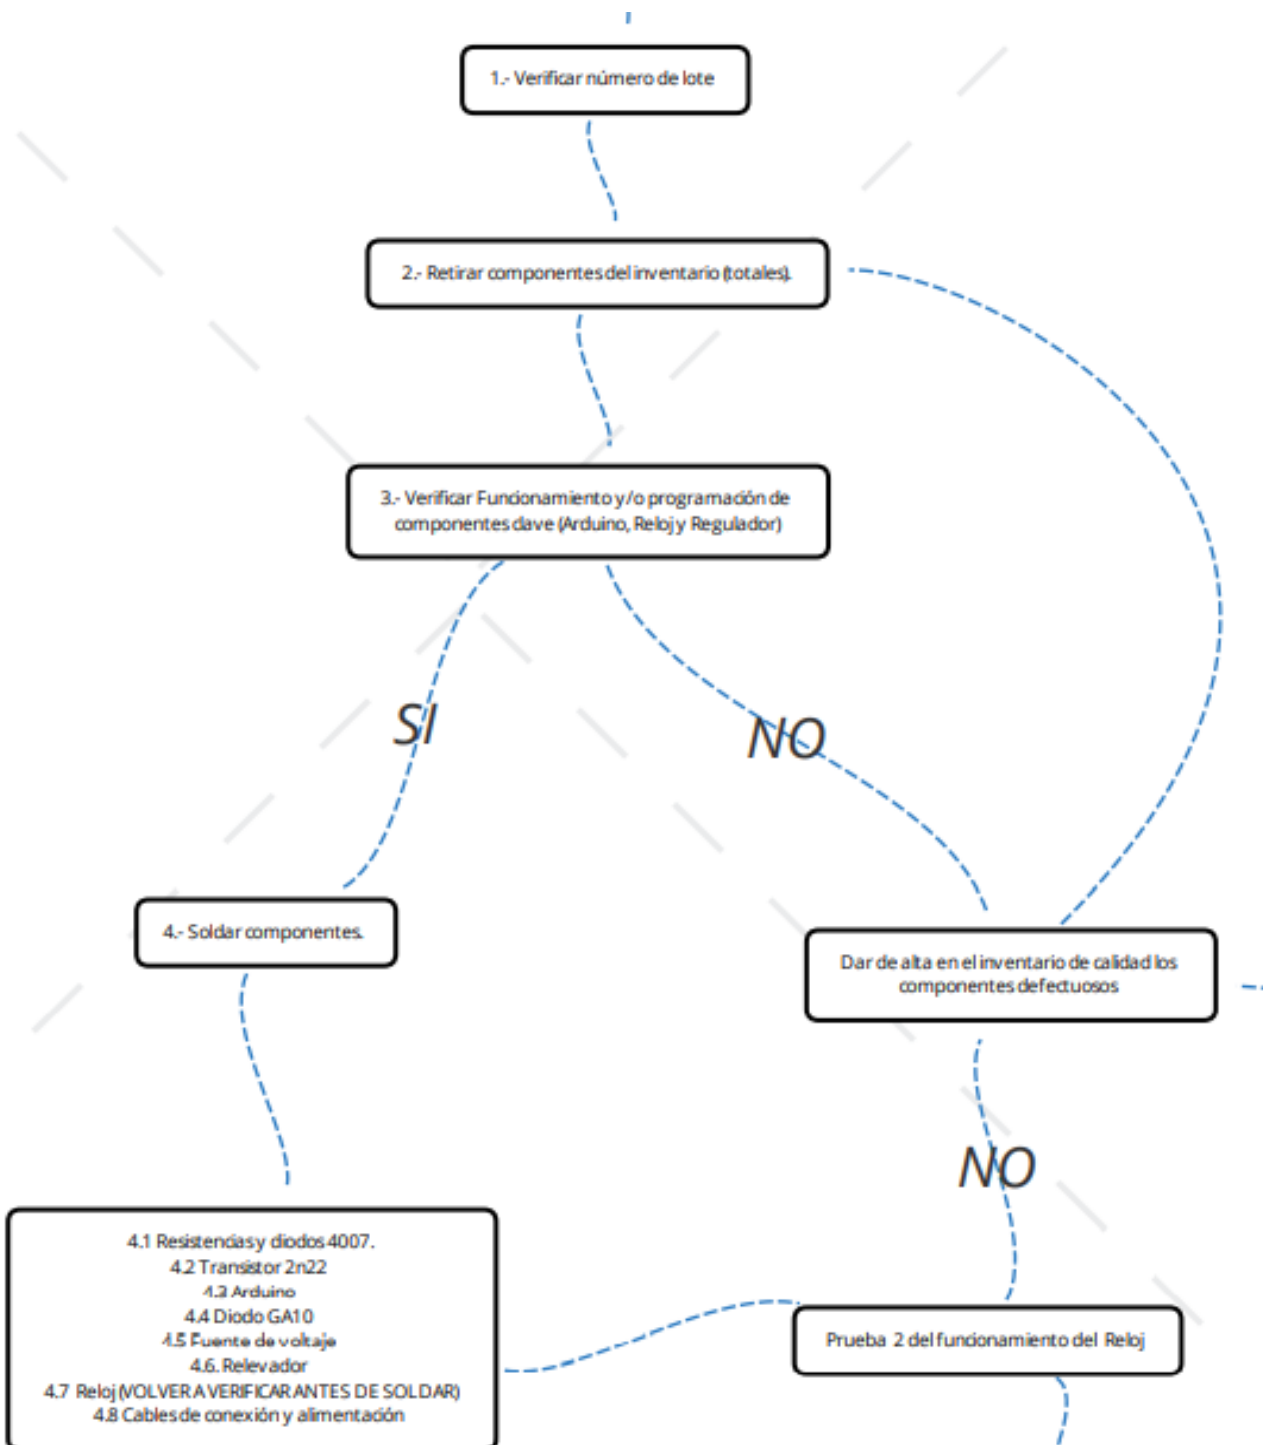 1.- Verificar número de lote
2.- Retirar componentes del inventario (totales).
3.- Verificar Funcionamiento y/o programación de
componentes clave (Arduino, Reloj y Regulador)
SI
NO
4.- Soldar componentes.
Dar de alta en el inventario de calidad los
componentes defectuosos
NO
4.1 Resistencias y diodos 4007.
4.2 Transistor 2n22
4.3 Arduino
4.4 Diodo GA10
4.5 Fuente de voltaje
4.6. Relevador
4.7 Reloj (VOLVER A VERIFICAR ANTES DE SOLDAR)
4.8 Cables de conexión y alimentación
Prueba 2 del funcionamiento del Reloj